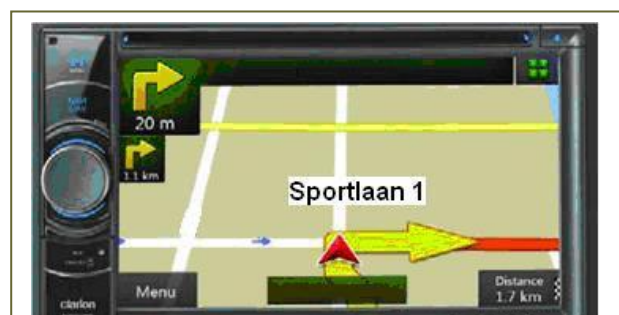 20 m
1.1 km
Sportlaan 1
Menu
Distance
1.7 km
clarion